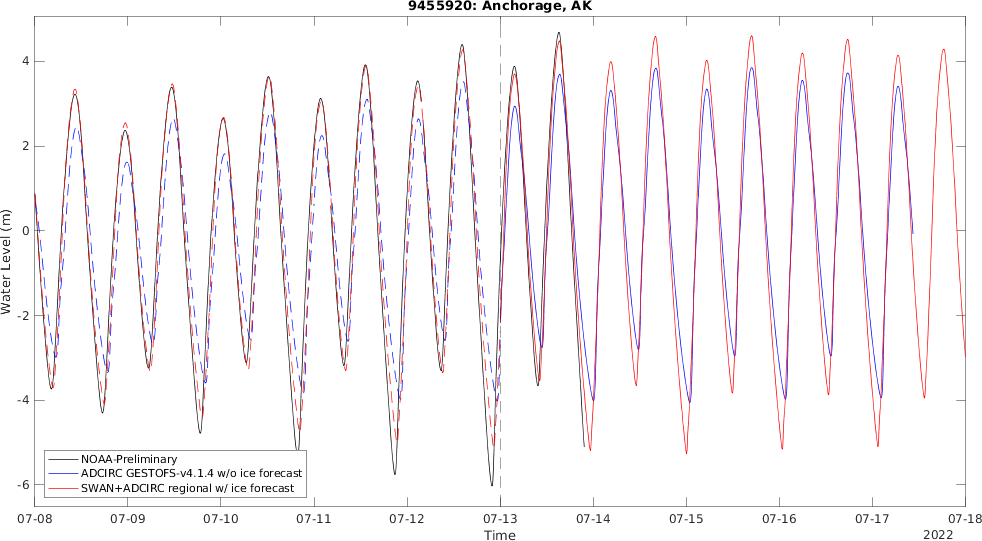 9455920: Anchorage, AK
Water Level (m)
4
2
0
-2
-4
-6
NOAA-Preliminary
ADCIRC GESTOFS-v4.1.4 w/o ice forecast
SWAN+ADCIRC regional w/ ice forecast
07-08 07-09 07-10 07-11 07-12 07-13 07-14 07-15 07-16 07-17 07-18
Time
2022